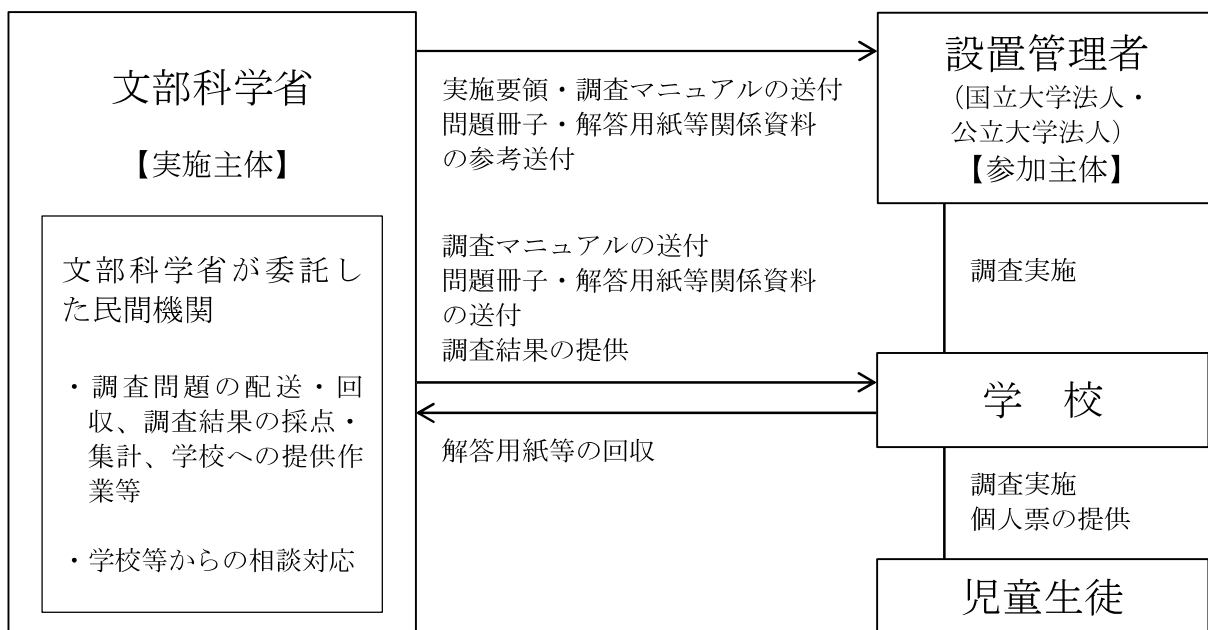 文部科学省
【実施主体】
文部科学省が委託し
た民間機関
・調査問題の配送・回
収、調査結果の採点・
集計、学校への提供作
業等
・学校等からの相談対応
実施要領・調査マニュアルの送付
問題冊子・解答用紙等関係資料
の参考送付
調査マニュアルの送付
問題冊子・解答用紙等関係資料
の送付
調査結果の提供
解答用紙等の回収
設置管理者
（国立大学法人・
公立大学法人）
【参加主体】
調査実施
学　校
調査実施
個人票の提供
児童生徒